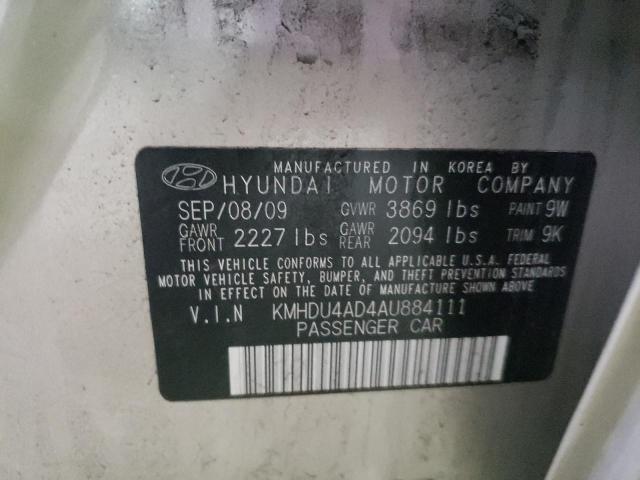 MANUFACTURED IN KOREA BY
HYUNDAI MOTOR COMPANY
SEP/08/09 GVWR 3869 lbs PAINT 9W
GAWR FRONT 2227 lbs GAWR REAR 2094 lbs TRIM 9K
THIS VEHICLE CONFORMS TO ALL APPLICABLE U.S.A. FEDERAL
MOTOR VEHICLE SAFETY, BUMPER, AND THEFT PREVENTION STANDARDS
IN EFFECT ON THE DATE OF MANUFACTURE SHOWN ABOVE
V.I.N KMHDU4AD4AU884111
PASSENGER CAR